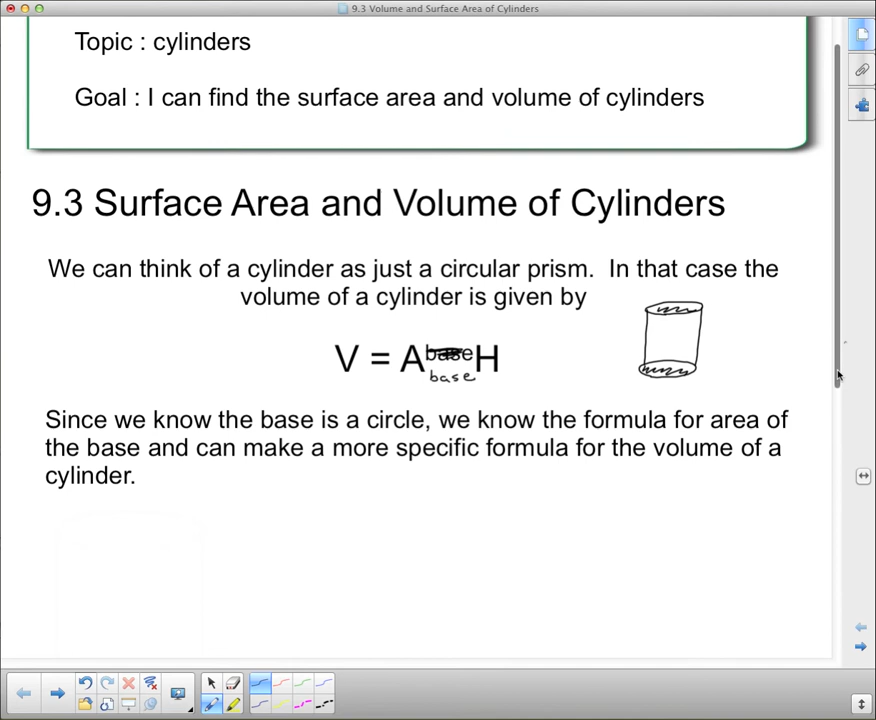 9.3 Volume and Surface Area of Cylinders
Topic : cylinders
Goal : I can find the surface area and volume of cylinders
9.3 Surface Area and Volume of Cylinders
We can think of a cylinder as just a circular prism. In that case the
volume of a cylinder is given by
V = AbaseH
base
Since we know the base is a circle, we know the formula for area of
the base and can make a more specific formula for the volume of a
cylinder.